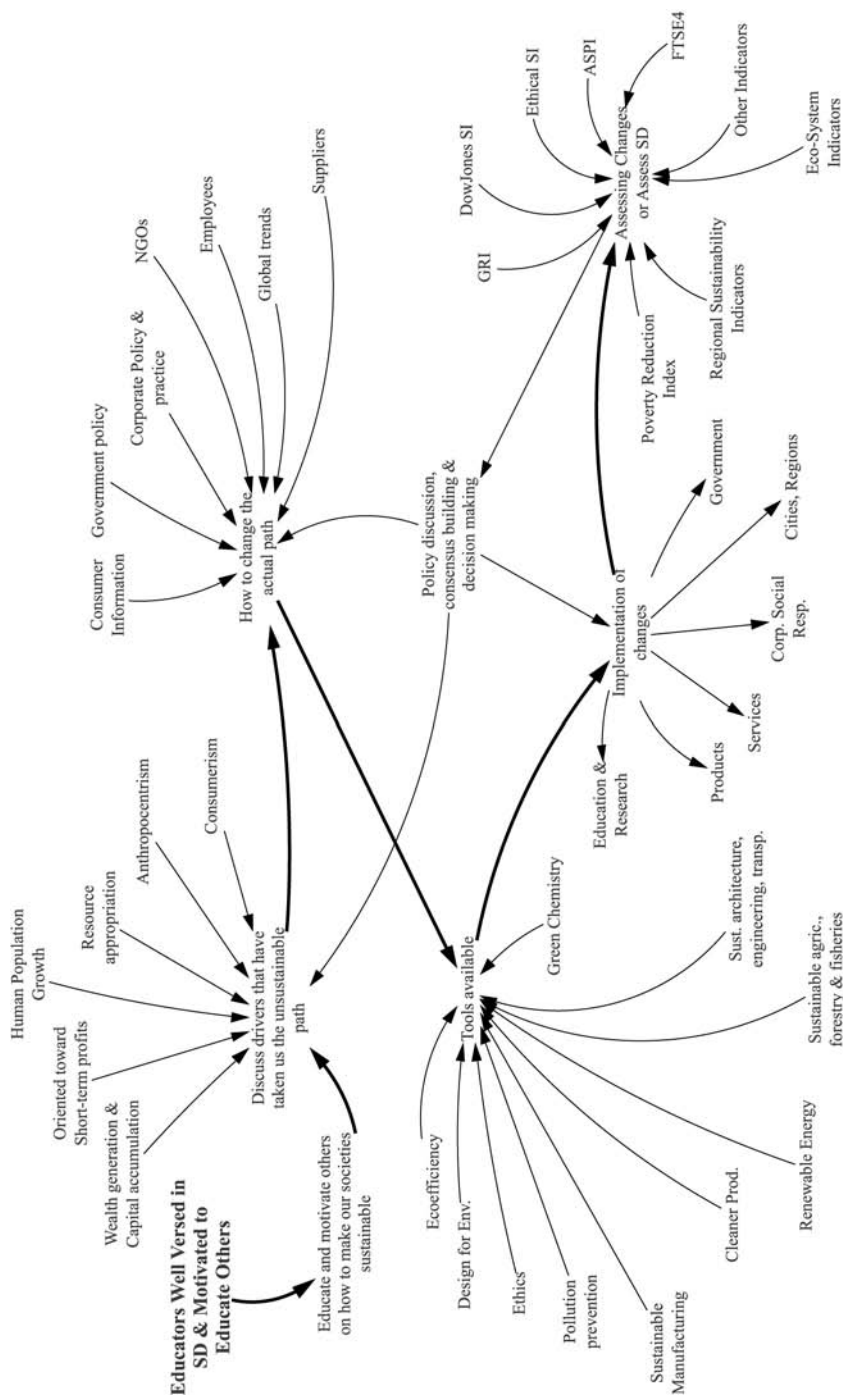 Educators Well Versed in
SD & Motivated to
Educate Others
Educate and motivate others
on how to make our societies
sustainable
Wealth generation &
Capital accumulation
Oriented toward
Short-term profits
Human Population
Growth
Resource
appropriation
Anthropocentrism
Consumerism
Discuss drivers that have
taken us the unsustainable
path
Consumer
Information
Government policy
Corporate Policy &
practice
NGOs
Employees
Global trends
Suppliers
How to change the
actual path
Policy discussion,
consensus building &
decision making
Ecoefficiency
Design for Env.
Ethics
Pollution
prevention
Sustainable
Manufacturing
Cleaner Prod.
Renewable Energy
Sustainable agric.,
forestry & fisheries
Sust. architecture,
engineering, transp.
Green Chemistry
Tools available
Education &
Research
Products
Services
Corp. Social
Resp.
Cities, Regions
Government
Implementation of
changes
GRI
DowJones SI
Ethical SI
ASPI
FTSE4
Other Indicators
Eco-System
Indicators
Regional Sustainability
Indicators
Poverty Reduction
Index
Assessing Changes
or Assess SD